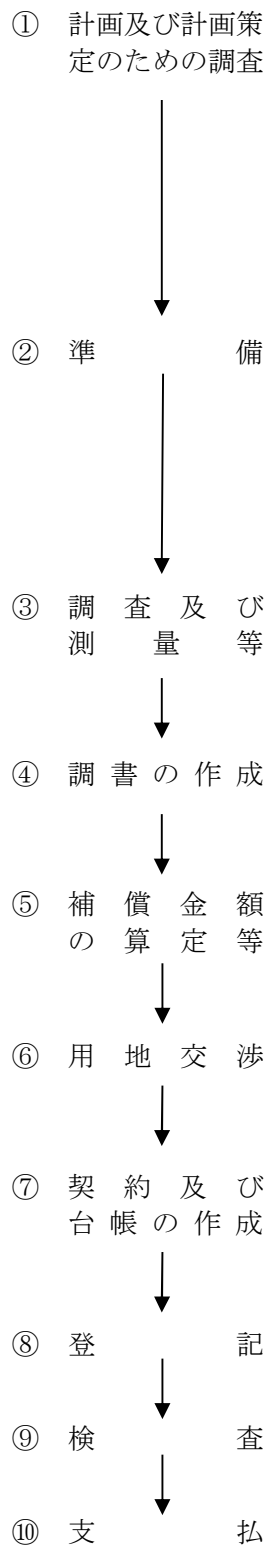 ① 計画及び計画策
定のための調査
② 準備
③ 調査及び
測量等
④ 調書の作成
⑤ 補償金額
の算定等
⑥ 用地交渉
⑦ 契約及び
台帳の作成
⑧ 登記
⑨ 検査
⑩ 支払